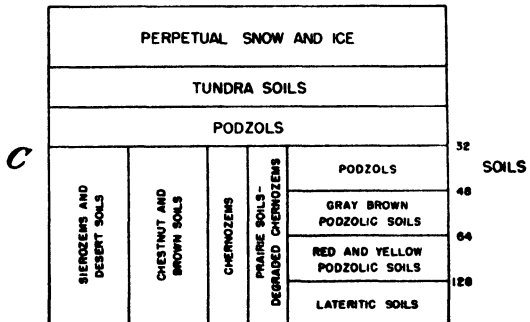 PERPETUAL SNOW AND ICE
TUNDRA SOILS
PODZOLS
C
SIEROZEMS AND
DESERT SOILS
CHESTNUT AND
BROWN SOILS
CHERNOZEMS
PRAIRIE SOILS-
DEGRADED CHERNOZEMS
32
PODZOLS
SOILS
48
GRAY BROWN
PODZOLIC SOILS
64
RED AND YELLOW
PODZOLIC SOILS
128
LATERITIC SOILS